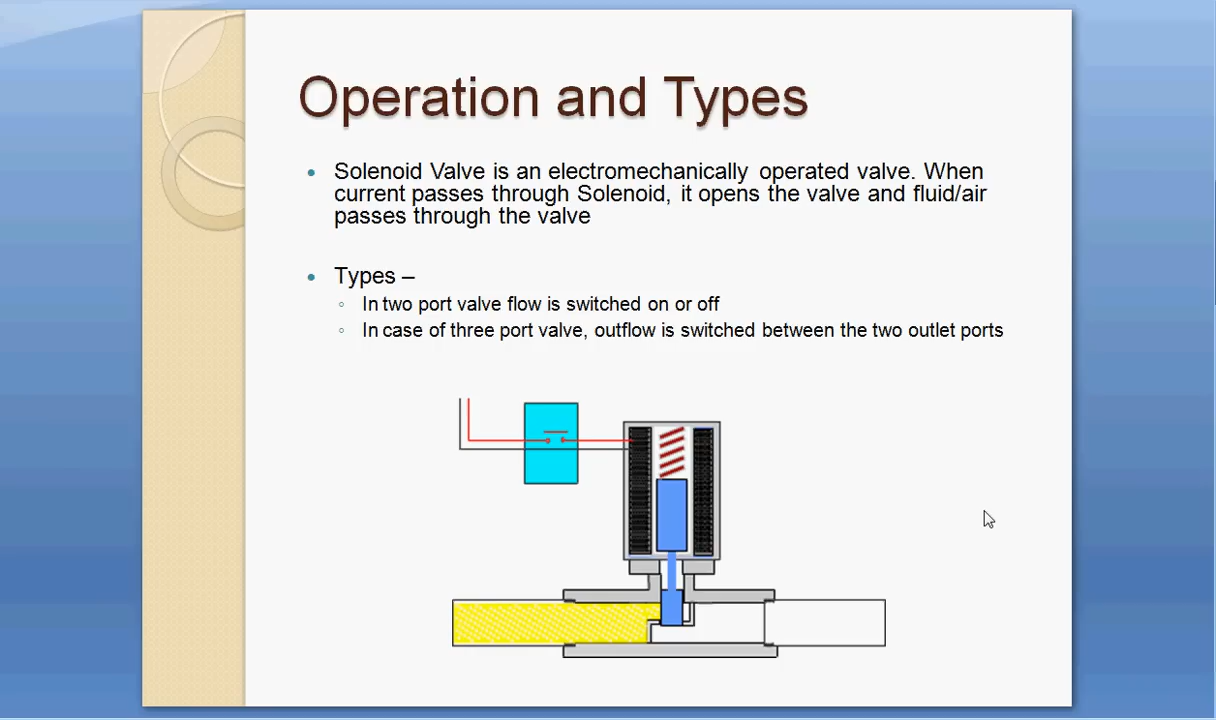 Operation and Types
Solenoid Valve is an electromechanically operated valve. When
current passes through Solenoid, it opens the valve and fluid/air
passes through the valve
Types –
In two port valve flow is switched on or off
In case of three port valve, outflow is switched between the two outlet ports